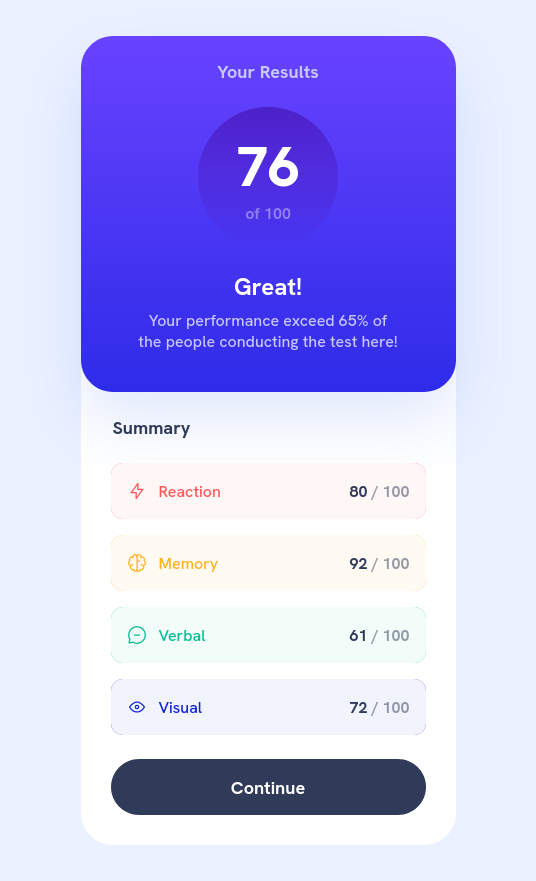 Your Results
76
of 100
Great!
Your performance exceed 65% of
the people conducting the test here!
Summary
Reaction 80 / 100
Memory 92 / 100
Verbal 61 / 100
Visual 72 / 100
Continue